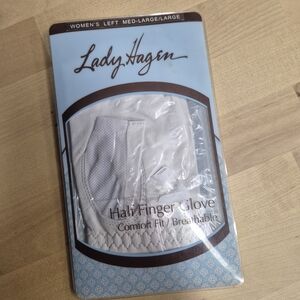 WOMEN'S LEFT MED-LARGE/LARGE
Lady Hagen
Half Finger Glove
Comfort Fit / Breathable